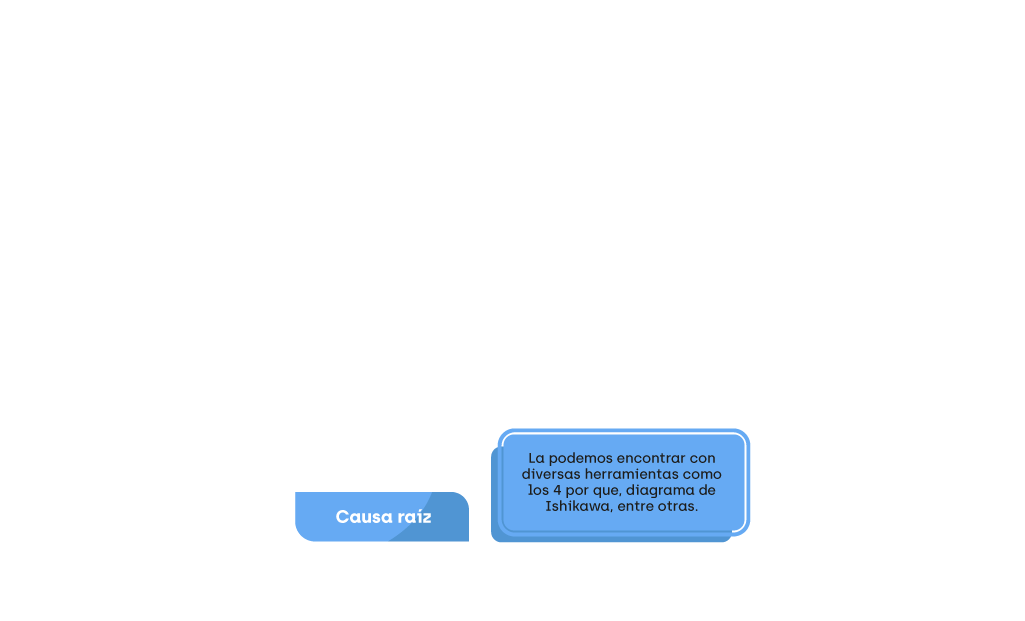 Causa raíz
La podemos encontrar con
diversas herramientas como
los 4 por que, diagrama de
Ishikawa, entre otras.